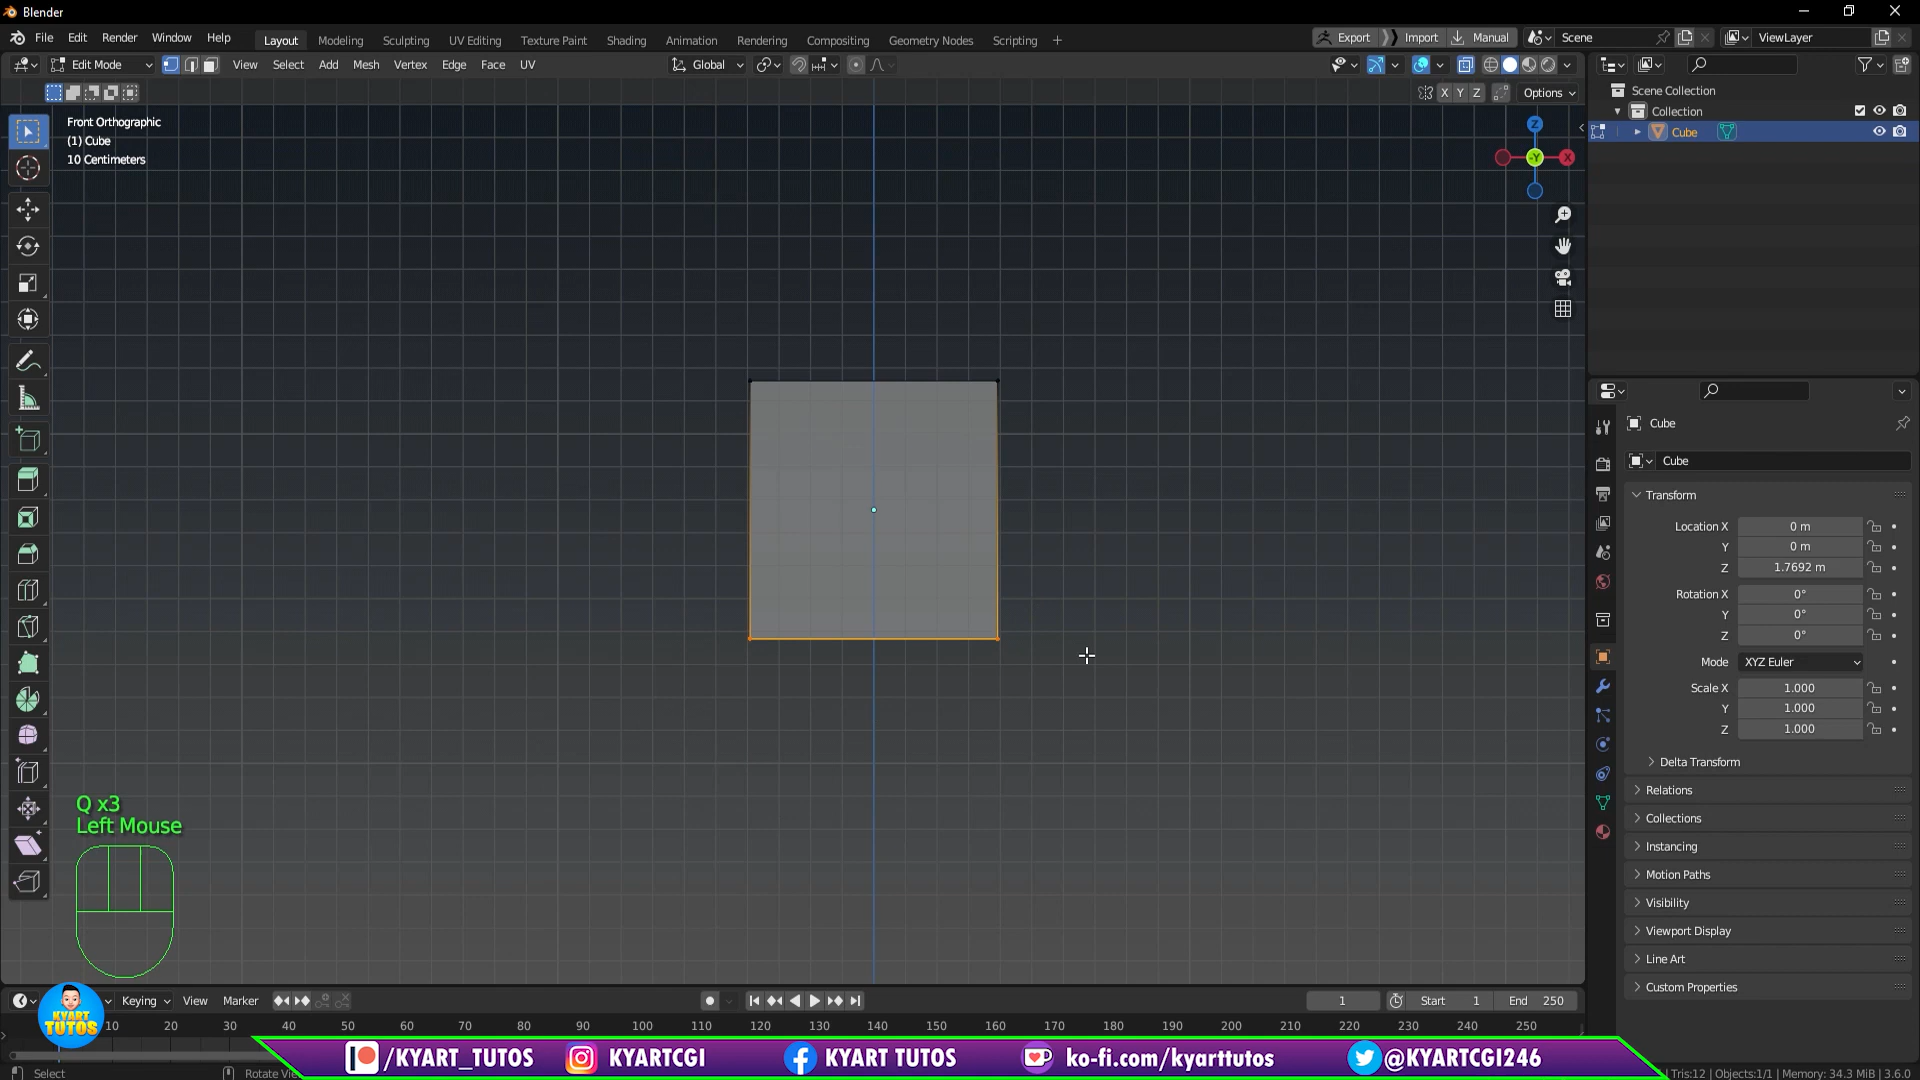 Blender
File Edit Render Window Help
Layout Modeling Sculpting UV Editing Texture Paint Shading Animation Rendering Compositing Geometry Nodes Scripting +
Export Import Manual Scene ViewLayer
Edit Mode View Select Add Mesh Vertex Edge Face UV Global
X Y Z Options
Front Orthographic
(1) Cube
10 Centimeters
Z
-Y X
Scene Collection
Collection
Cube
Cube
Cube
Transform
Location X 0 m
Y 0 m
Z 1.7692 m
Rotation X 0°
Y 0°
Z 0°
Mode XYZ Euler
Scale X 1.000
Y 1.000
Z 1.000
Delta Transform
Relations
Collections
Instancing
Motion Paths
Visibility
Viewport Display
Line Art
Custom Properties
Q x3
Left Mouse
Keying View Marker 1 Start 1 End 250
10 20 30 40 50 60 70 80 90 100 110 120 130 140 150 160 170 180 190 200 210 220 230 240 250
KYART TUTOS
/KYART_TUTOS KYARTCGI KYART TUTOS ko-fi.com/kyarttutos @KYARTCGI246
Select Rotate Tris:12 | Objects:1/1 | Memory: 34.3 MiB | 3.6.0